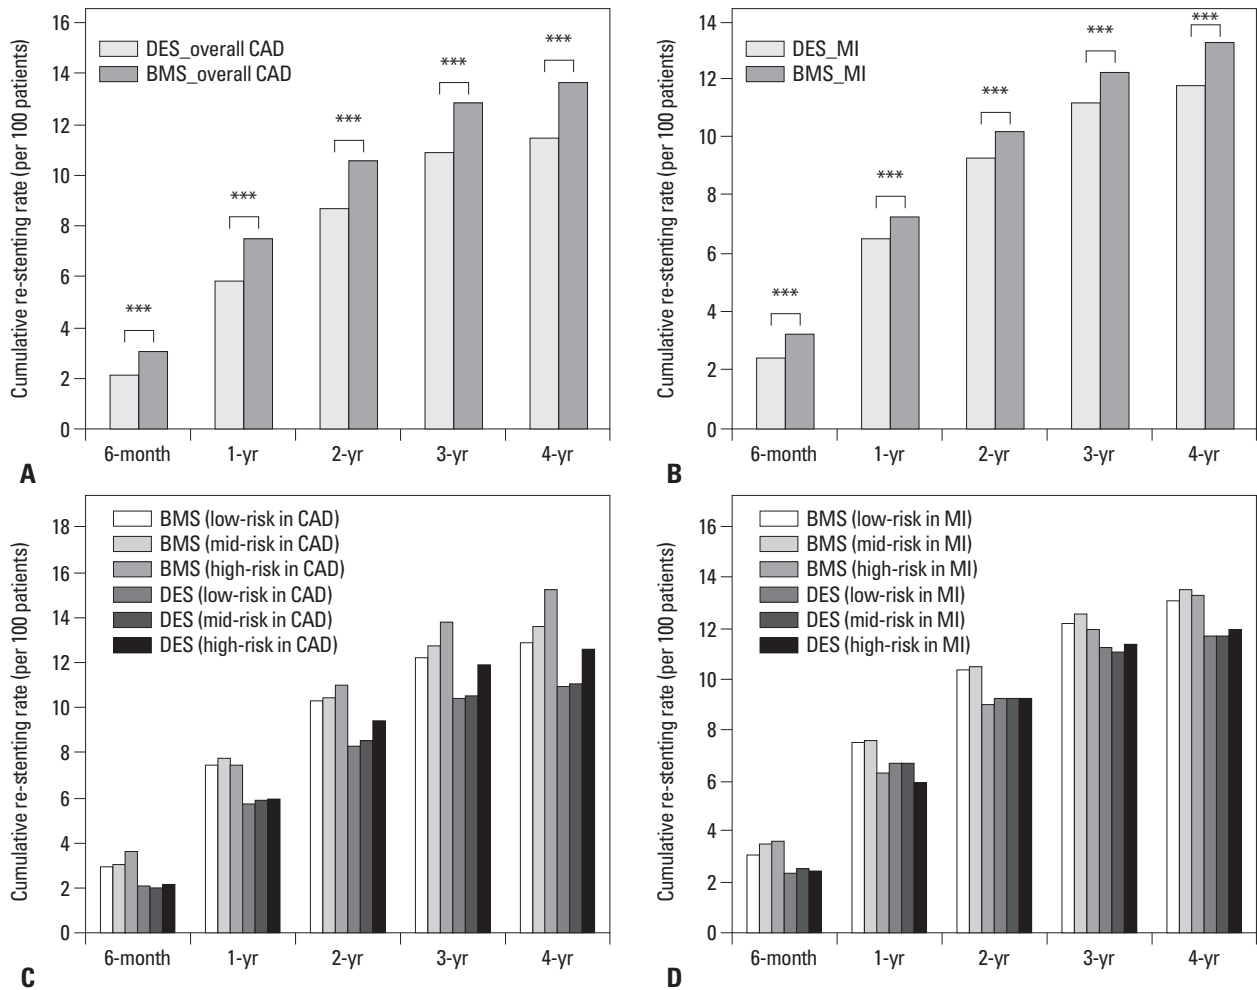 Cumulative re-stenting rate (per 100 patients)
16
14
12
10
8
6
4
2
0
DES_overall CAD
BMS_overall CAD
***
***
***
***
***
6-month 1-yr 2-yr 3-yr 4-yr
A
Cumulative re-stenting rate (per 100 patients)
14
12
10
8
6
4
2
0
DES_MI
BMS_MI
***
***
***
***
***
6-month 1-yr 2-yr 3-yr 4-yr
B
Cumulative re-stenting rate (per 100 patients)
18
16
14
12
10
8
6
4
2
0
BMS (low-risk in CAD)
BMS (mid-risk in CAD)
BMS (high-risk in CAD)
DES (low-risk in CAD)
DES (mid-risk in CAD)
DES (high-risk in CAD)
6-month 1-yr 2-yr 3-yr 4-yr
C
Cumulative re-stenting rate (per 100 patients)
16
14
12
10
8
6
4
2
0
BMS (low-risk in MI)
BMS (mid-risk in MI)
BMS (high-risk in MI)
DES (low-risk in MI)
DES (mid-risk in MI)
DES (high-risk in MI)
6-month 1-yr 2-yr 3-yr 4-yr
D